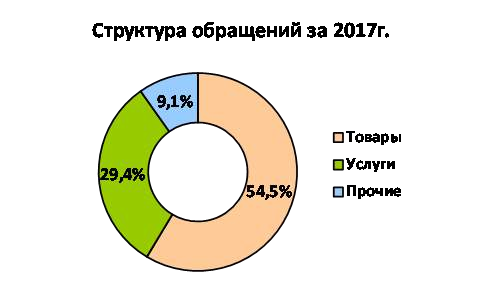 Структура обращений за 2017г.
9,1%
29,4%
54,5%
Товары
Услуги
Прочие